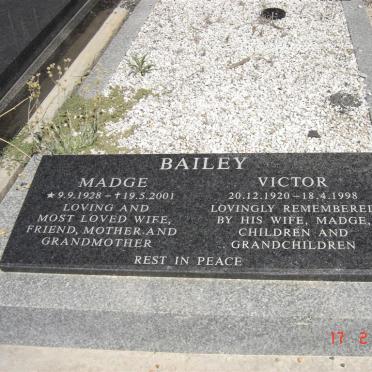 BAILEY
MADGE
★9.9.1928 – †19.5.2001
LOVING AND
MOST LOVED WIFE,
FRIEND, MOTHER AND
GRANDMOTHER
VICTOR
20.12.1920 – 18.4.1998
LOVINGLY REMEMBERED
BY HIS WIFE, MADGE,
CHILDREN AND
GRANDCHILDREN
REST IN PEACE
17 2